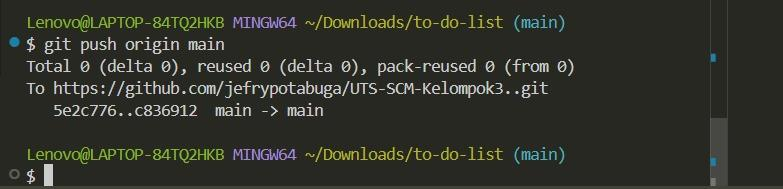 Lenovo@LAPTOP-84TQ2HKB MINGW64 ~/Downloads/to-do-list (main)
$ git push origin main
Total 0 (delta 0), reused 0 (delta 0), pack-reused 0 (from 0)
To https://github.com/jefrypotabuga/UTS-SCM-Kelompok3..git
   5e2c776..c836912  main -> main
Lenovo@LAPTOP-84TQ2HKB MINGW64 ~/Downloads/to-do-list (main)
$